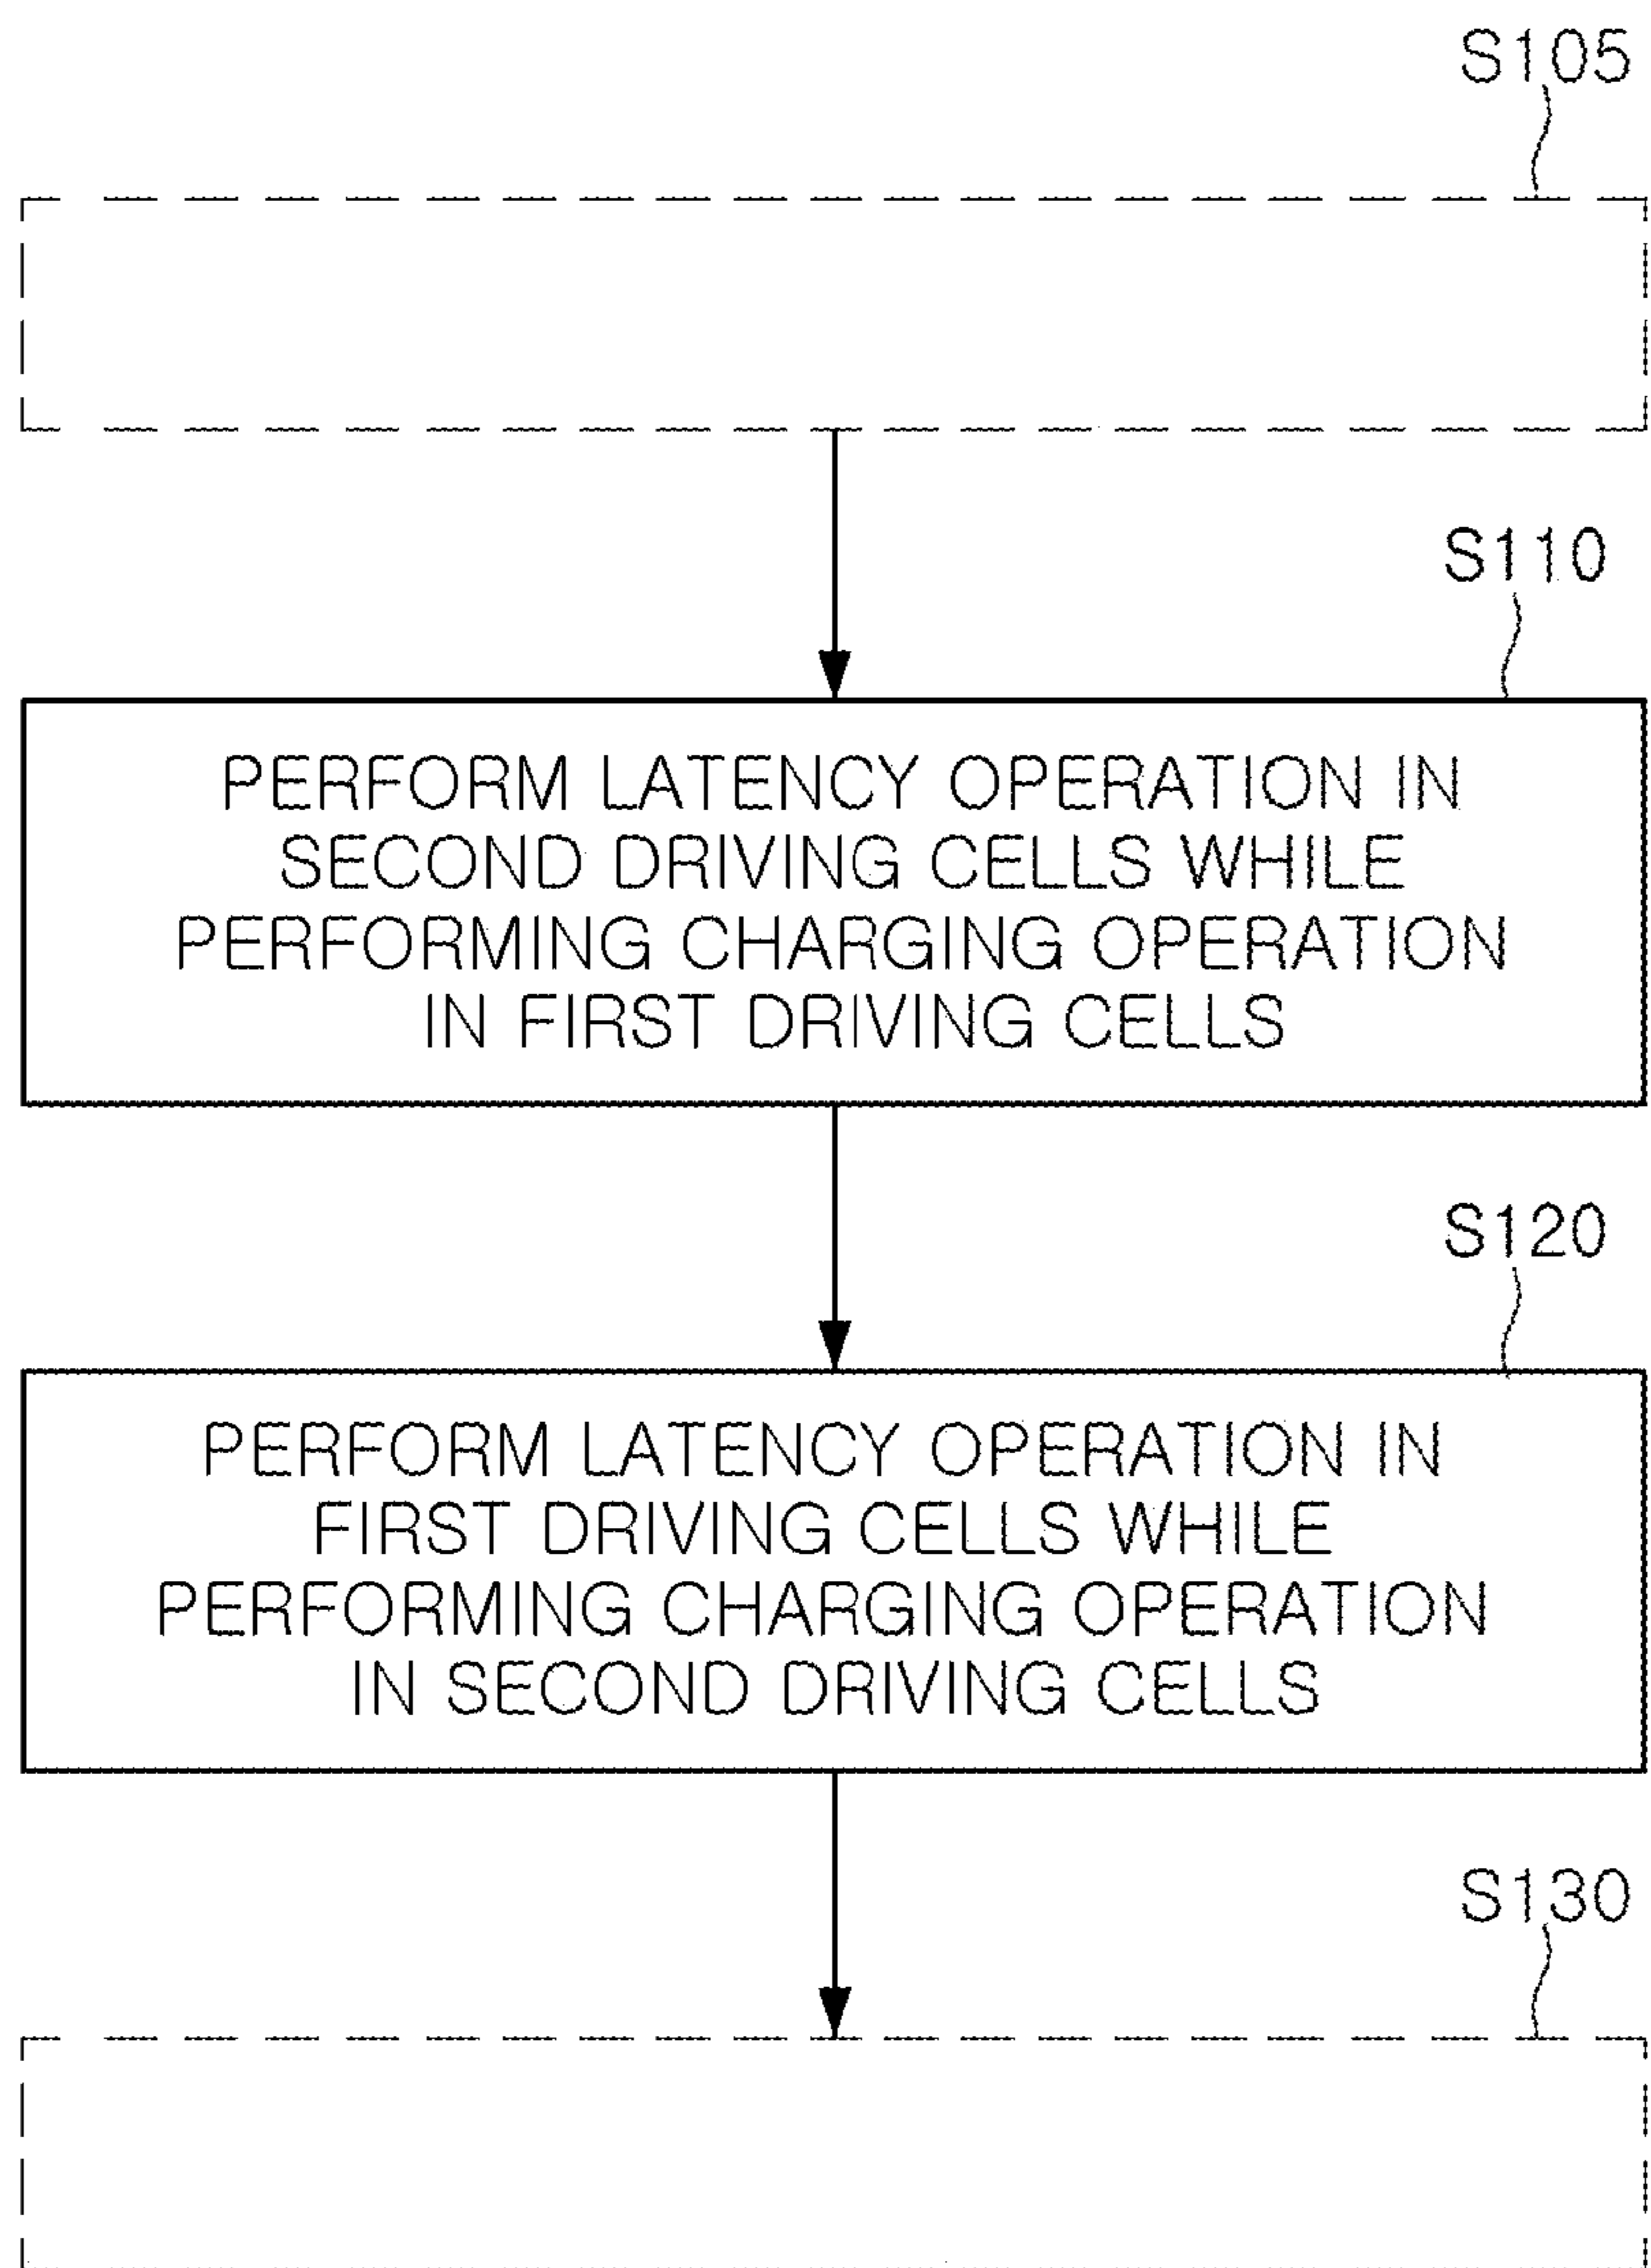 S105
S110
PERFORM LATENCY OPERATION IN
SECOND DRIVING CELLS WHILE
PERFORMING CHARGING OPERATION
IN FIRST DRIVING CELLS
S120
PERFORM LATENCY OPERATION IN
FIRST DRIVING CELLS WHILE
PERFORMING CHARGING OPERATION
IN SECOND DRIVING CELLS
S130